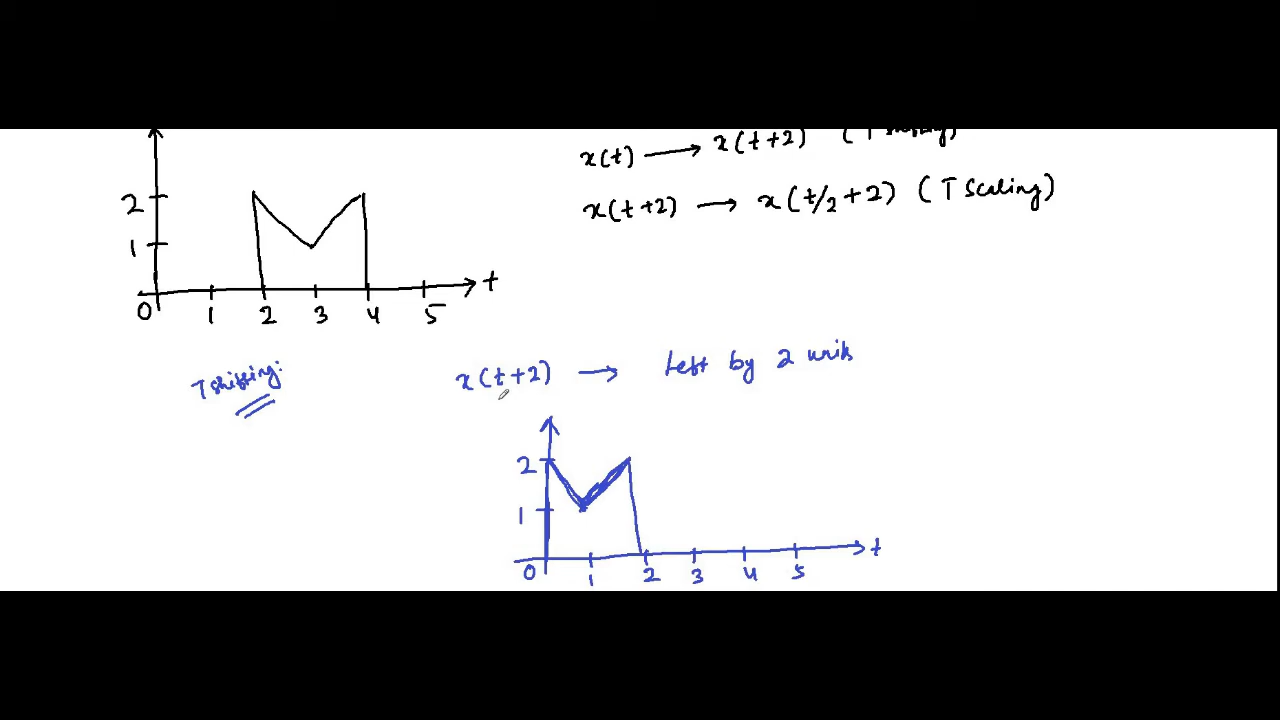 x(t) → x(t+2) (T
x(t+2) → x(t/2+2) (T Scaling)
2
1
0 1 2 3 4 5 t
T shifting:
x(t+2) → Left by 2 units
2
1
0 1 2 3 4 5 t